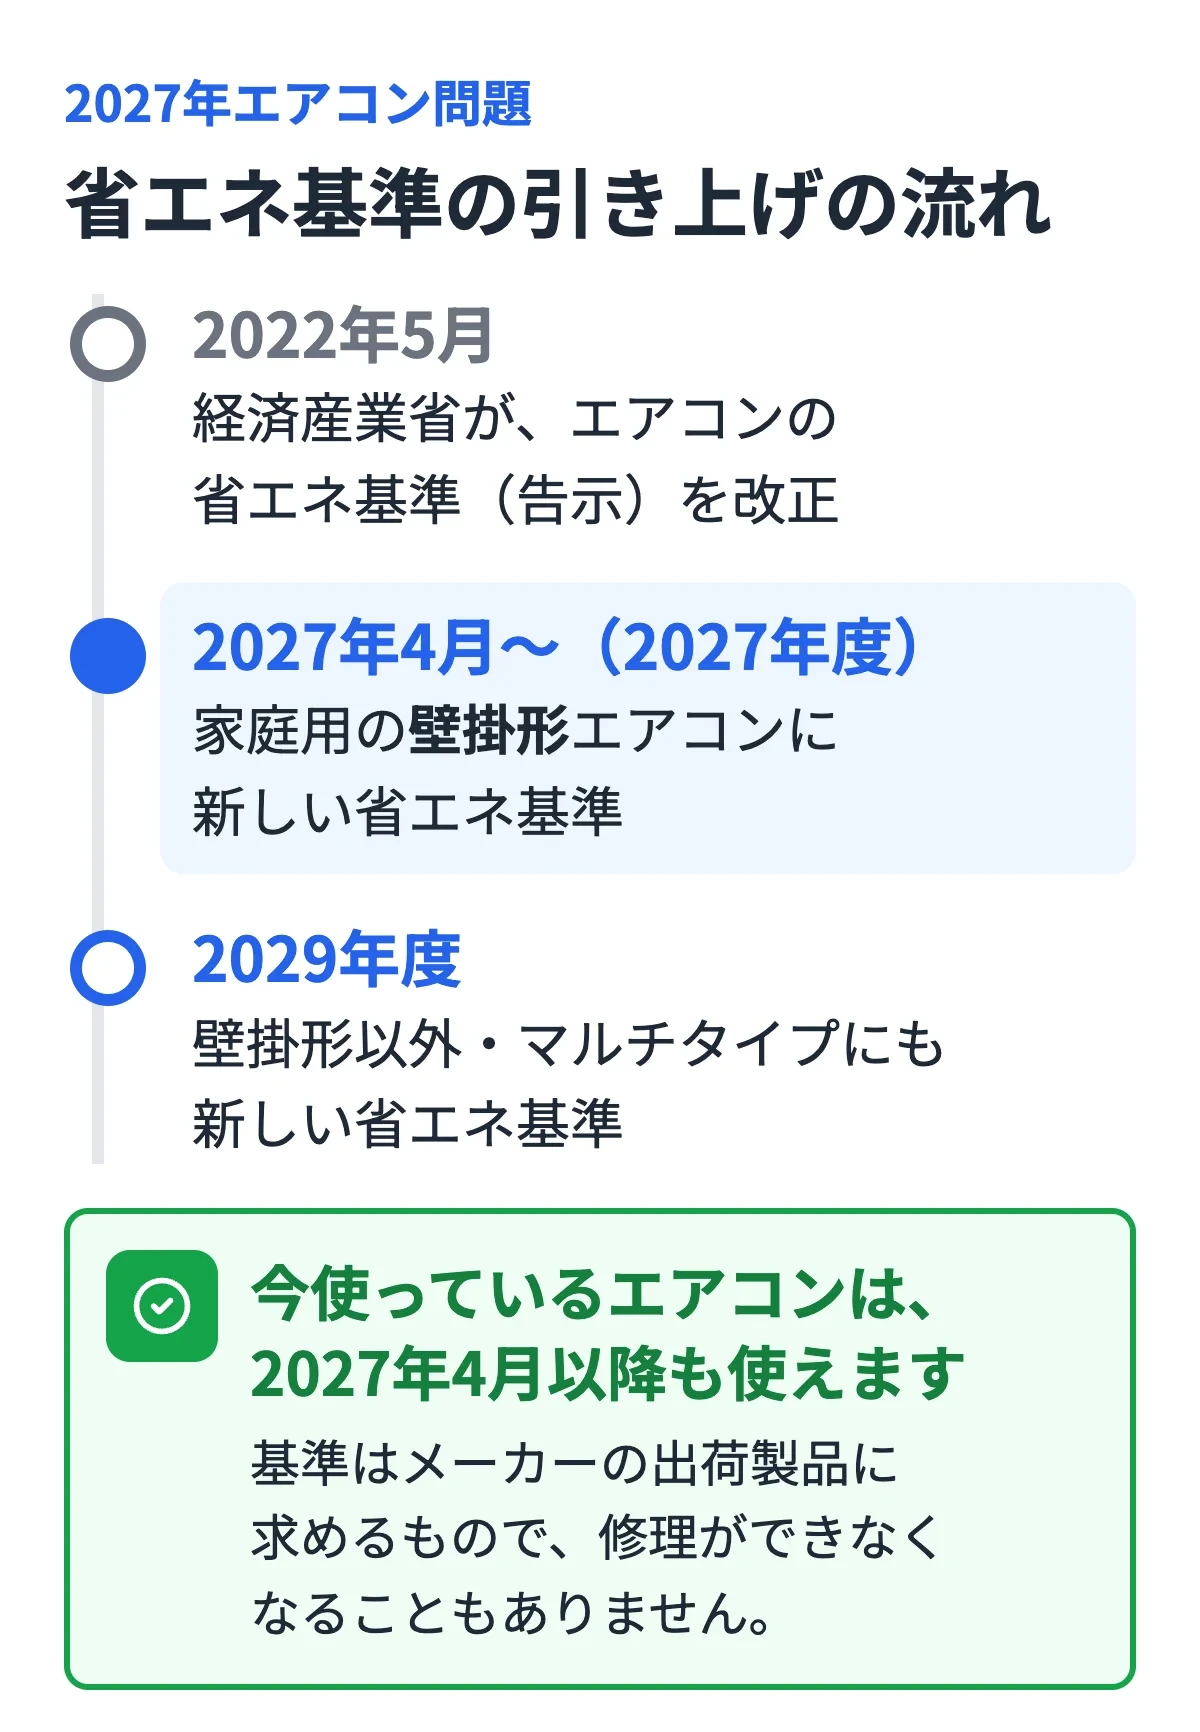 2027年エアコン問題
省エネ基準の引き上げの流れ
2022年5月
経済産業省が、エアコンの
省エネ基準（告示）を改正
2027年4月〜（2027年度）
家庭用の壁掛形エアコンに
新しい省エネ基準
2029年度
壁掛形以外・マルチタイプにも
新しい省エネ基準
今使っているエアコンは、
2027年4月以降も使えます
基準はメーカーの出荷製品に
求めるもので、修理ができなく
なることもありません。